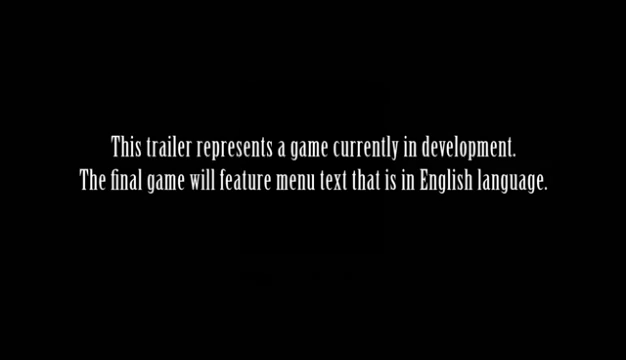 This trailer represents a game currently in development.
The final game will feature menu text that is in English language.